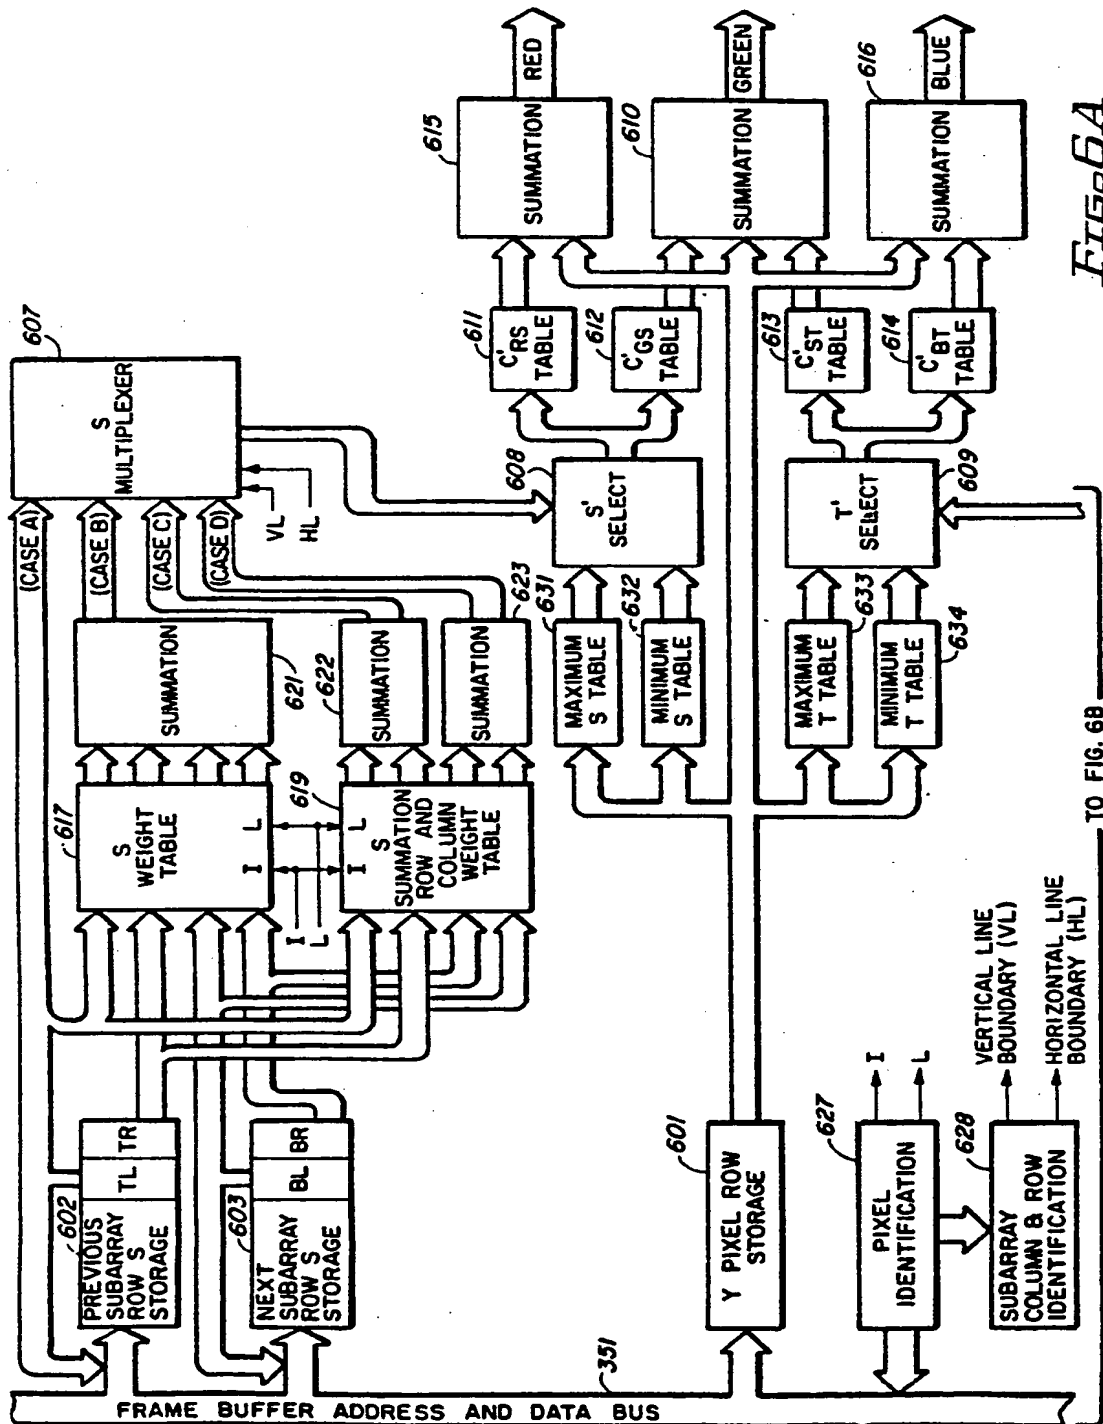 607
S
MULTIPLEXER
(CASE A)
(CASE B)
(CASE C)
(CASE D)
VL
HL
617
S
WEIGHT
TABLE
I
L
SUMMATION
621
I
L
619
I
L
S
SUMMATION
ROW AND
COLUMN
WEIGHT
TABLE
622
SUMMATION
SUMMATION
623
602
PREVIOUS
SUBARRAY
ROW S
STORAGE
TL
TR
603
NEXT
SUBARRAY
ROW S
STORAGE
BL
BR
615
SUMMATION
RED
610
SUMMATION
GREEN
616
SUMMATION
BLUE
611
C'RS
TABLE
612
C'GS
TABLE
613
C'ST
TABLE
614
C'BT
TABLE
608
S'
SELECT
609
T'
SELECT
631
MAXIMUM
S TABLE
632
MINIMUM
S TABLE
633
MAXIMUM
T TABLE
634
MINIMUM
T TABLE
601
Y PIXEL ROW
STORAGE
627
PIXEL
IDENTIFICATION
I
L
628
SUBARRAY
COLUMN & ROW
IDENTIFICATION
VERTICAL LINE
BOUNDARY (VL)
HORIZONTAL LINE
BOUNDARY (HL)
351
FRAME BUFFER ADDRESS AND DATA BUS
TO FIG. 6B
FIG. 6A